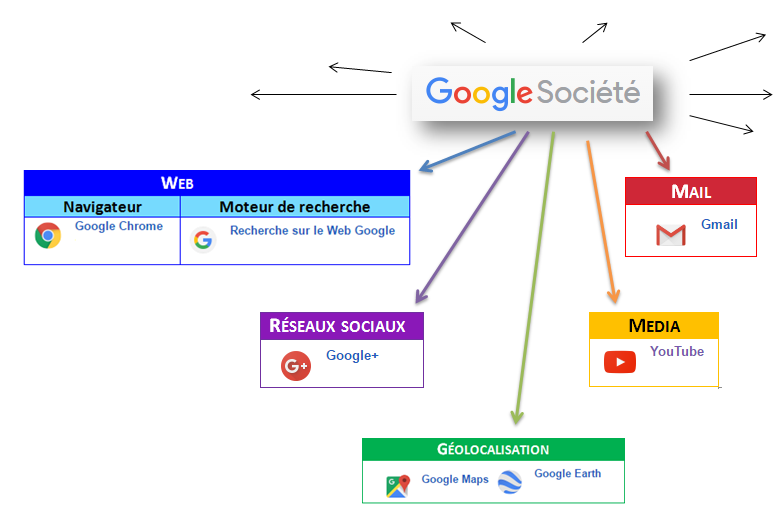 Google Société
WEB
Navigateur
Moteur de recherche
Google Chrome
Recherche sur le Web Google
MAIL
Gmail
RÉSEAUX SOCIAUX
G+
Google+
MEDIA
YouTube
GÉOLOCALISATION
Google Maps
Google Earth